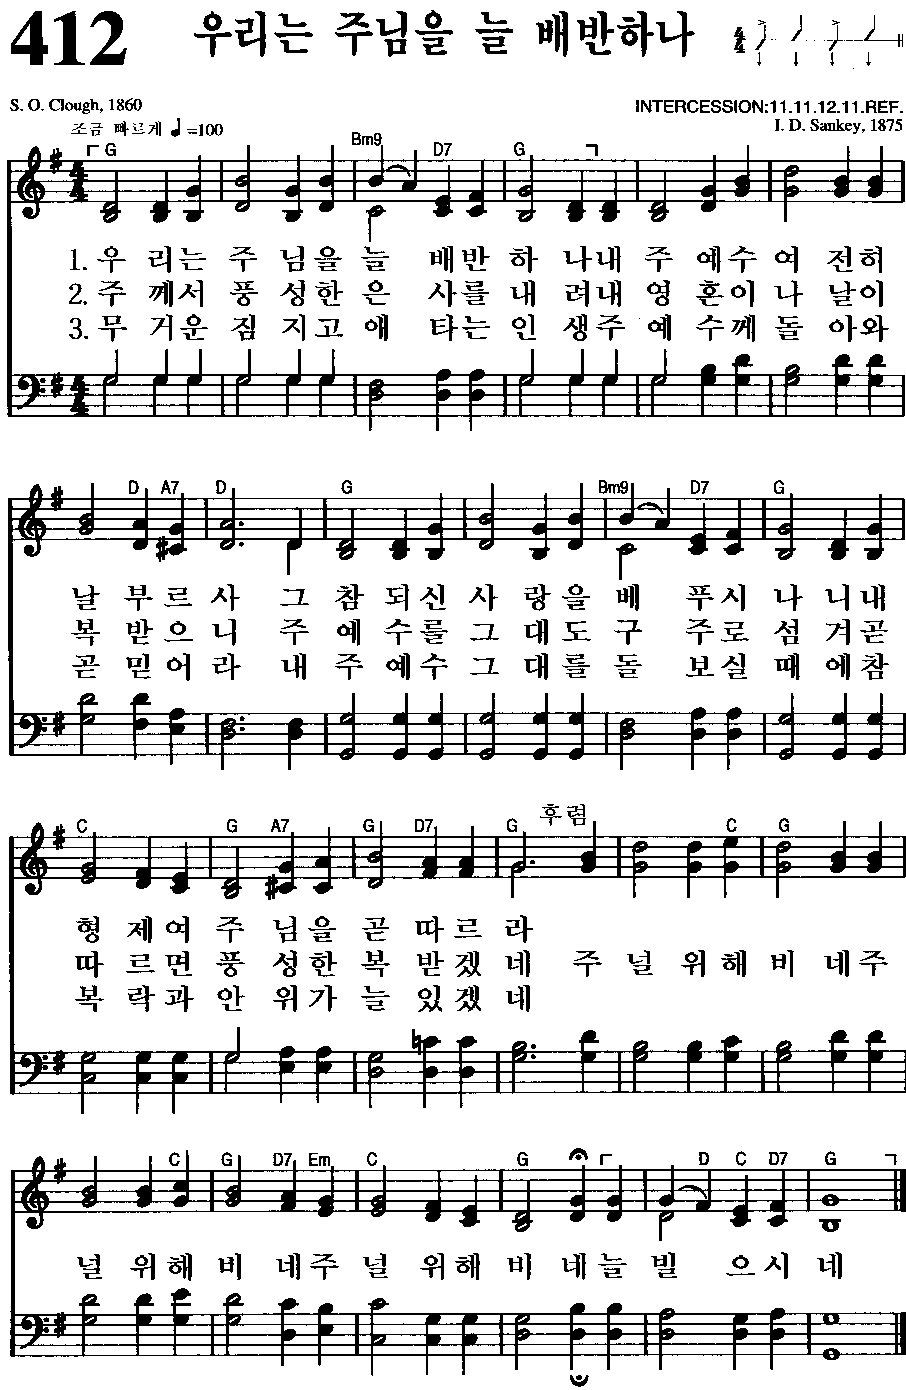 412 우리는 주님을 늘 배반하나
S. O. Clough, 1860 INTERCESSION:11.11.12.11.REF.
조금 빠르게 ♩=100 I. D. Sankey, 1875
G Bm9 D7 G
1. 우 리는 주 님을 늘 배반 하 나내 주 예수 여 전히
2. 주 께서 풍 성한 은 사를 내 려내 영 혼이 나 날이
3. 무 거운 짐 지고 애 타는 인 생주 예 수께 돌 아와
D A7 D G Bm9 D7 G
날 부르 사 그 참 되신 사 랑을 베 푸시 나 니내
복 받으 니 주 예 수를 그 대도 구 주로 섬 겨곧
곧 믿어 라 내 주 예수 그 대를 돌 보실 때 에참
후렴
C G A7 G D7 G C G
형 제여 주 님을 곧 따르 라
따 르면 풍 성한 복 받겠 네 주 널 위해 비 네주
복 락과 안 위가 늘 있겠 네
C G D7 Em C G D C D7 G
널 위해 비 네주 널 위해 비 네늘 빌 으시 네